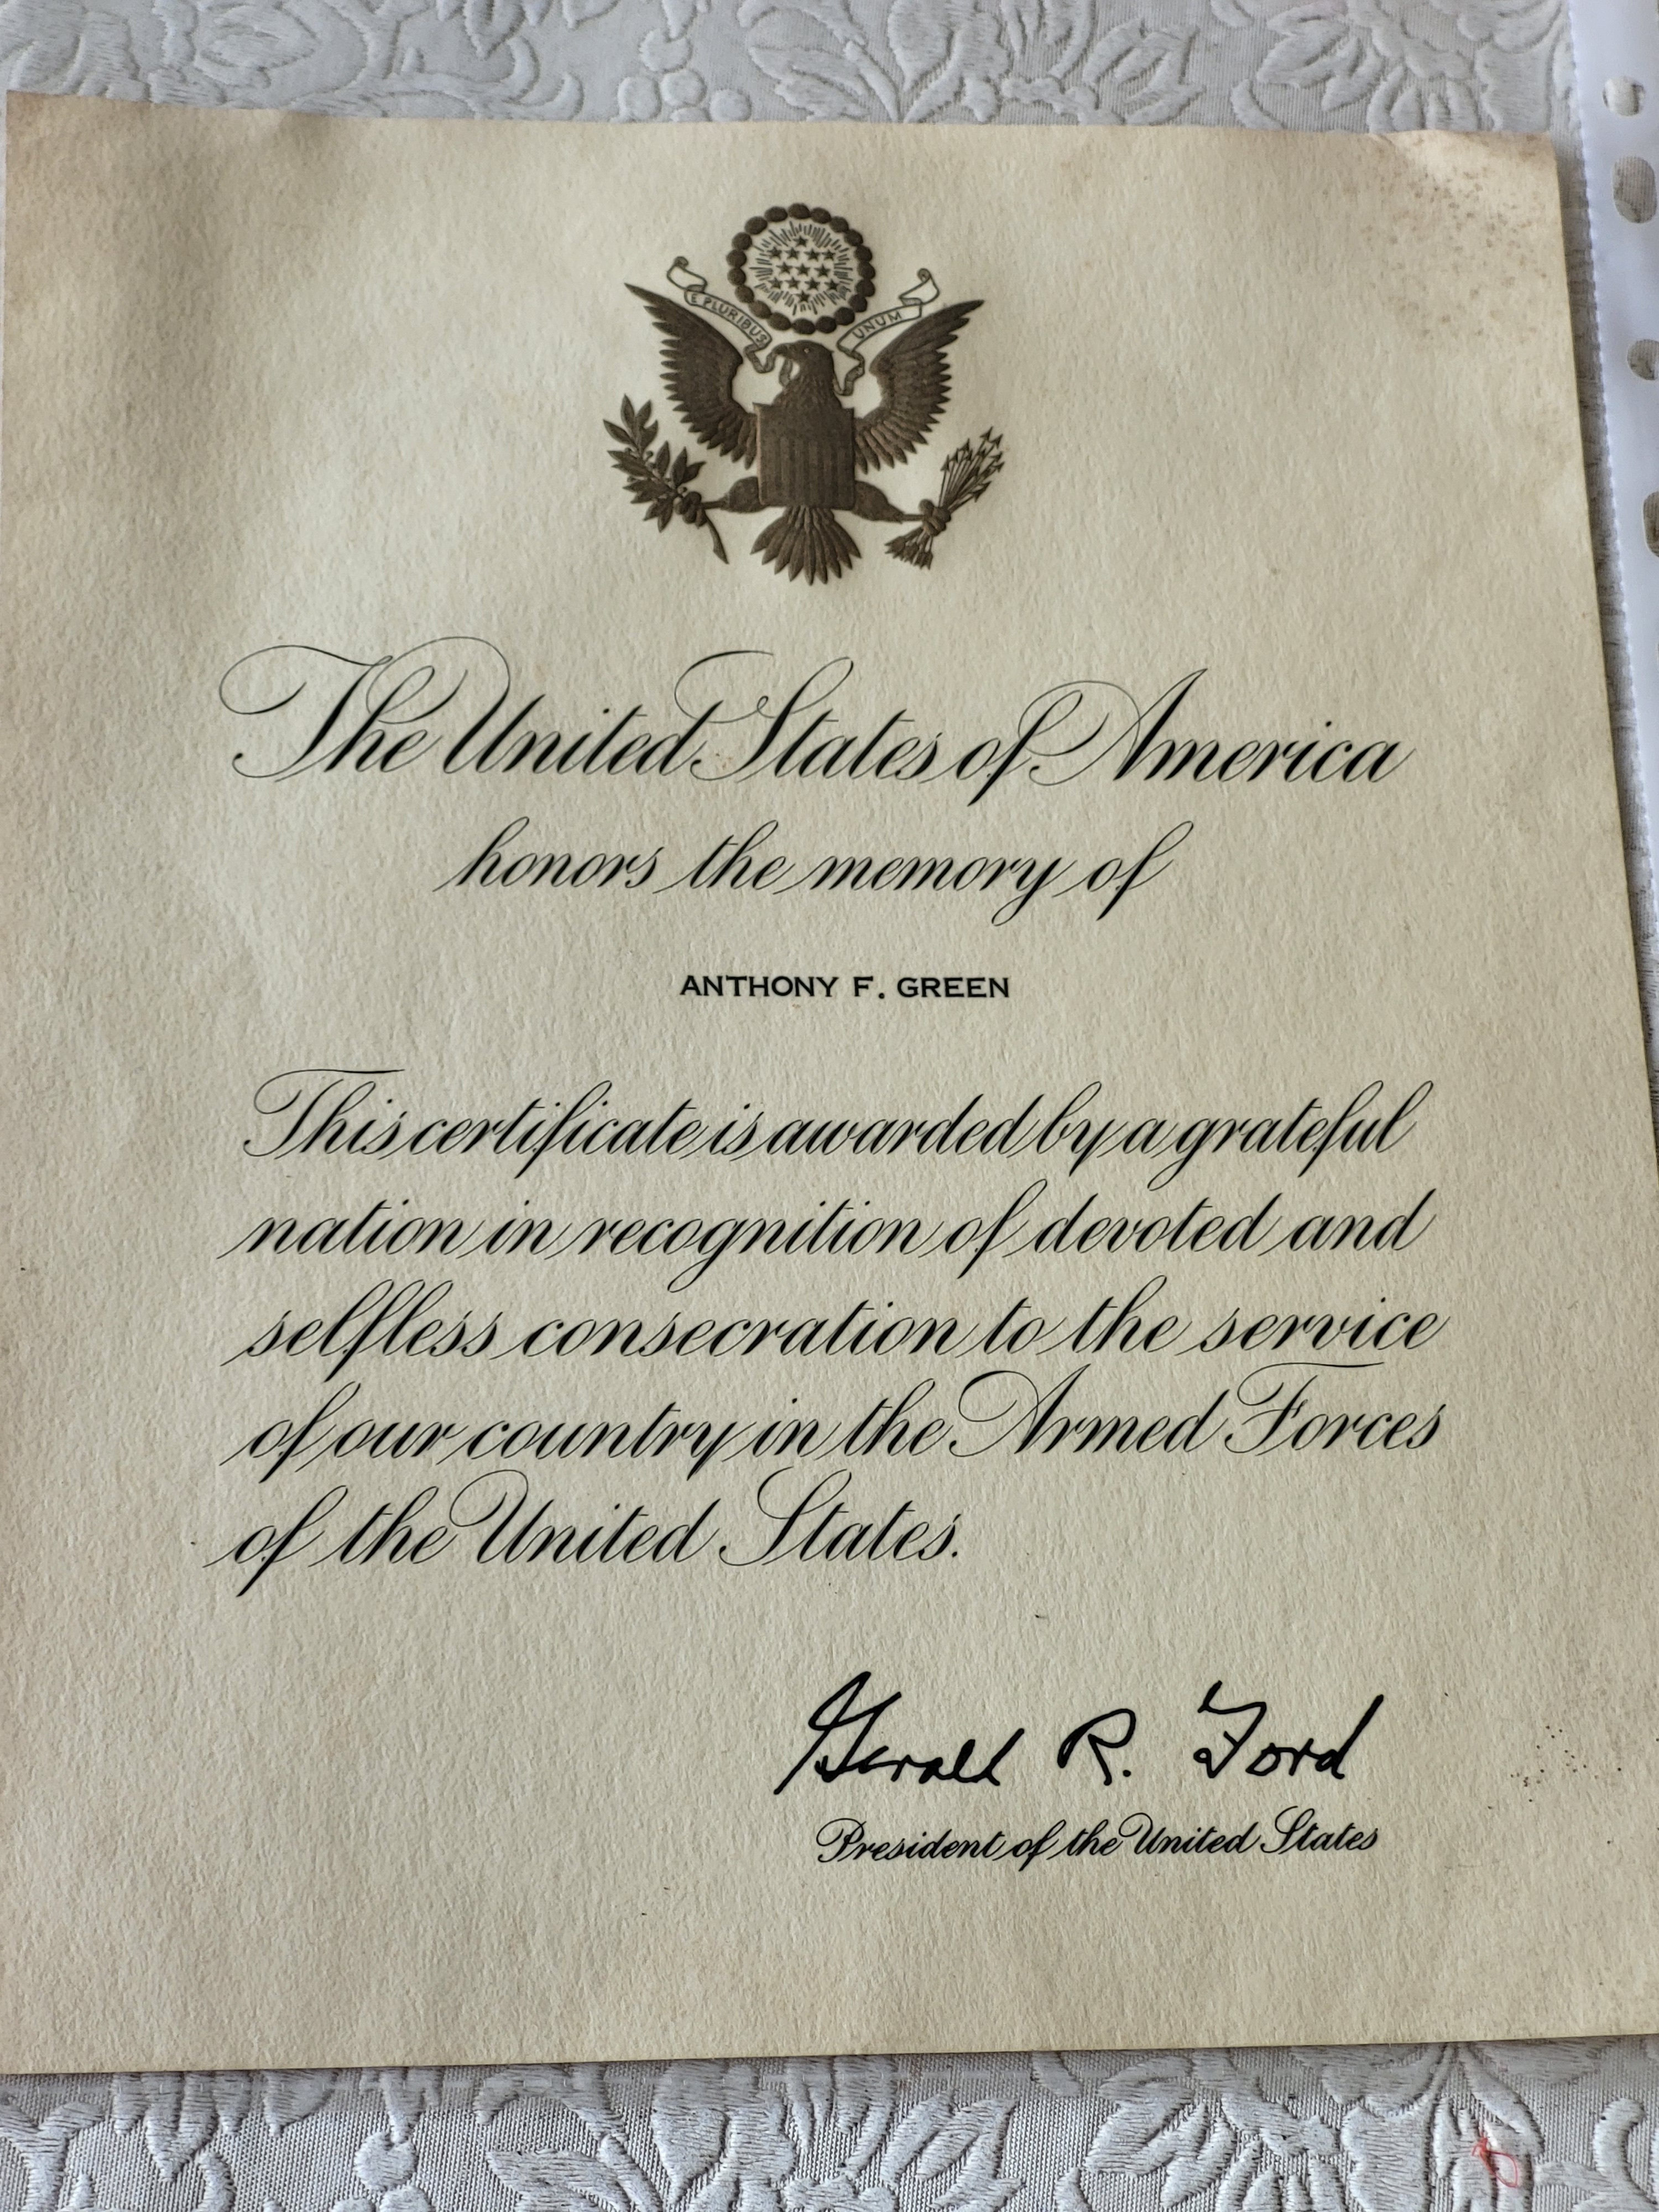 E PLURIBUS UNUM
The United States of America
honors the memory of
ANTHONY F. GREEN
This certificate is awarded by a grateful
nation in recognition of devoted and
selfless consecration to the service
of our country in the Armed Forces
of the United States.
Gerald R. Ford
President of the United States